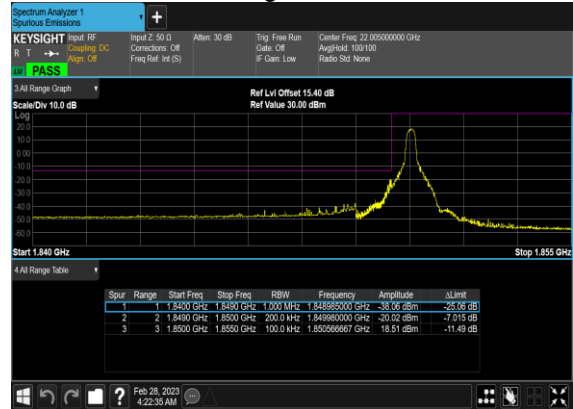 Spectrum Analyzer 1
Spurious Emissions
+
KEYSIGHT Input: RF Input Z: 50 Ω Atten: 30 dB Trig: Free Run Center Freq: 22.005000000 GHz
R T Coupling: DC Corrections: Off Gate: Off Avg|Hold: 100/100
Align: Off Freq Ref: Int (S) IF Gain: Low Radio Std: None
PASS
3 All Range Graph
Ref Lvl Offset 15.40 dB
Scale/Div 10.0 dB Ref Value 30.00 dBm
Log
20.0
10.0
0.00
-10.0
-20.0
-30.0
-40.0
-50.0
-60.0
Start 1.840 GHz Stop 1.855 GHz
4 All Range Table
Spur Range Start Freq Stop Freq RBW Frequency Amplitude ΔLimit
1 1 1.8400 GHz 1.8490 GHz 1.000 MHz 1.848985000 GHz -38.06 dBm -25.06 dB
2 2 1.8490 GHz 1.8500 GHz 200.0 kHz 1.849980000 GHz -20.02 dBm -7.015 dB
3 3 1.8500 GHz 1.8550 GHz 100.0 kHz 1.850566667 GHz 18.51 dBm -11.49 dB
? Feb 28, 2023
4:22:35 AM